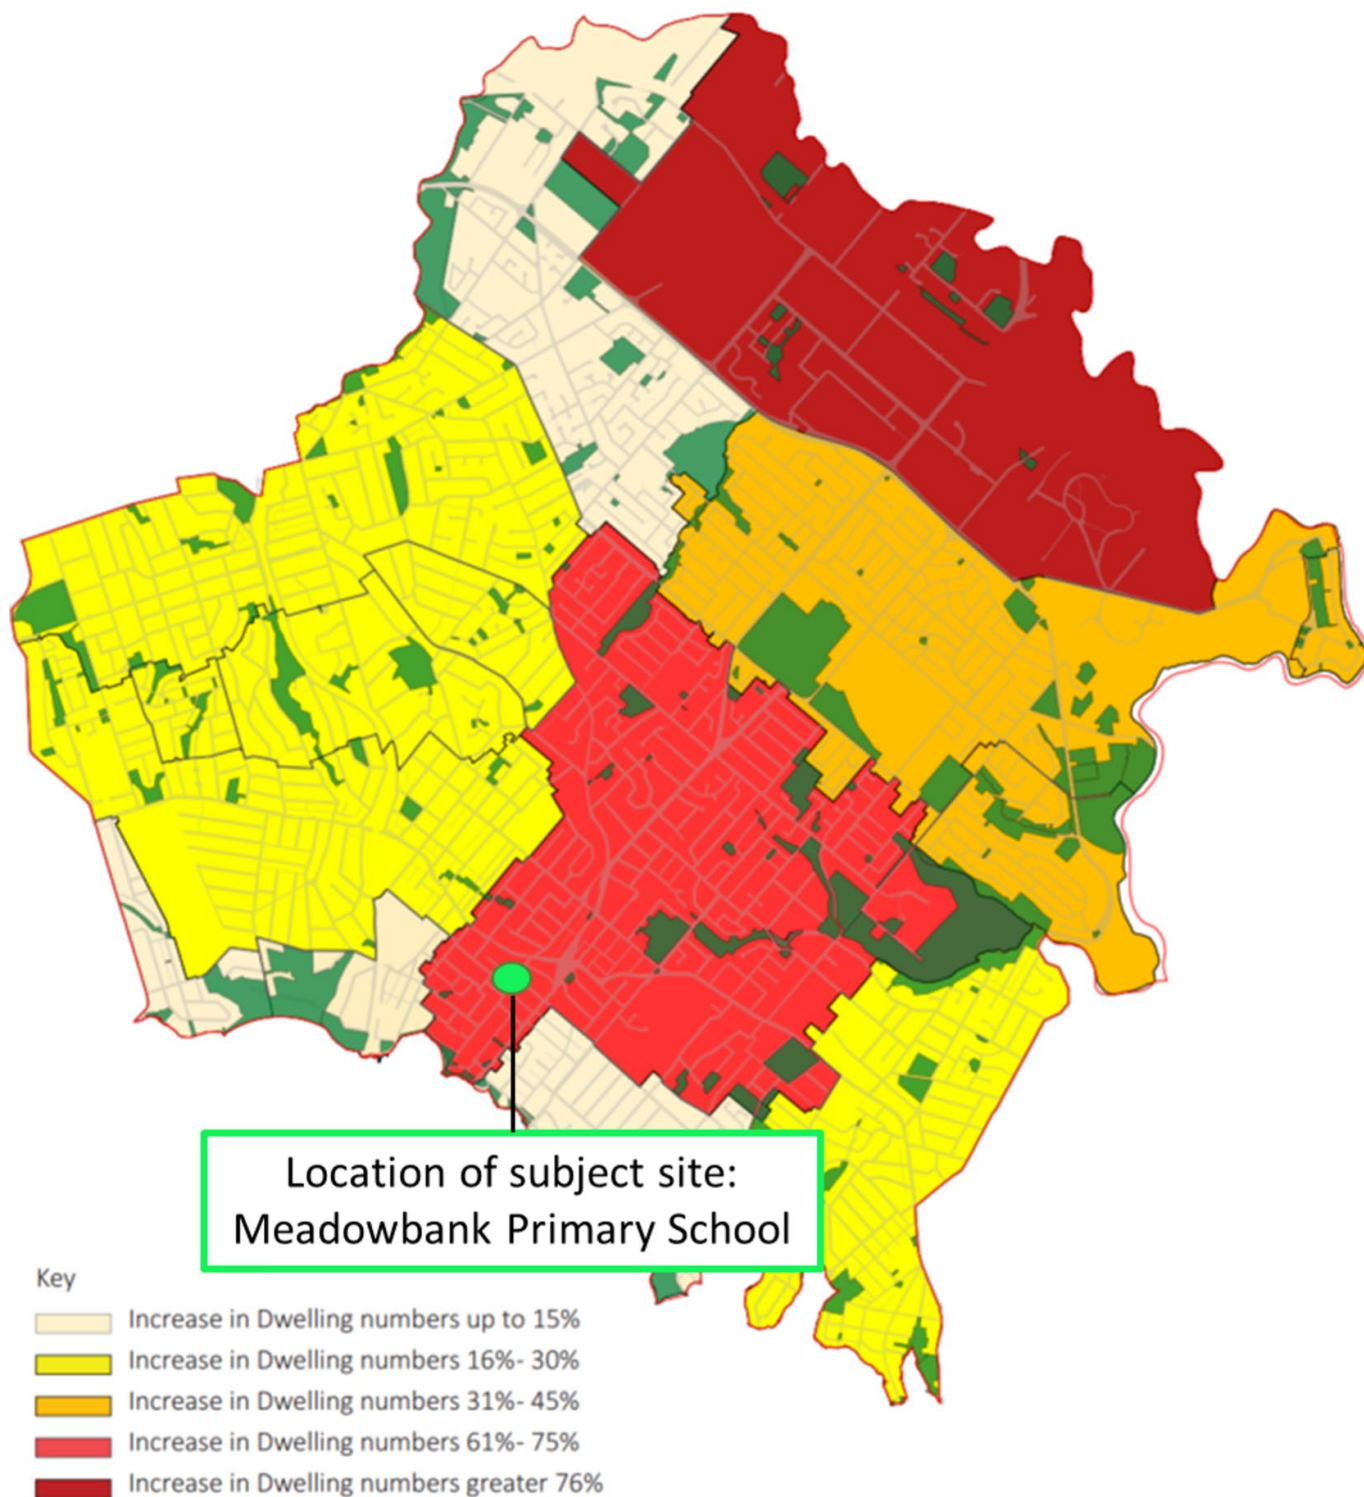 Location of subject site:
Meadowbank Primary School
Key
Increase in Dwelling numbers up to 15%
Increase in Dwelling numbers 16%- 30%
Increase in Dwelling numbers 31%- 45%
Increase in Dwelling numbers 61%- 75%
Increase in Dwelling numbers greater 76%